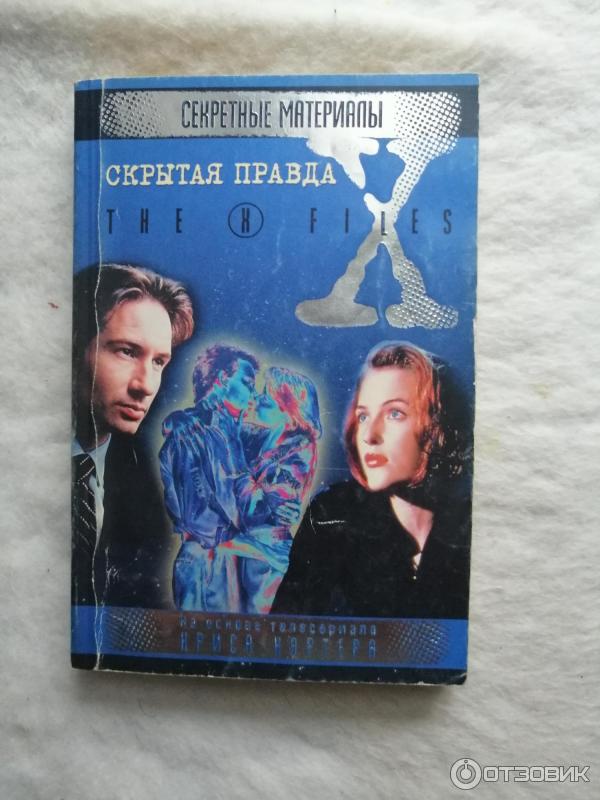 СЕКРЕТНЫЕ МАТЕРИАЛЫ
СКРЫТАЯ ПРАВДА
X
THE X FILES
На основе телесериала
КРИСА КАРТЕРА
ОТЗОВИК